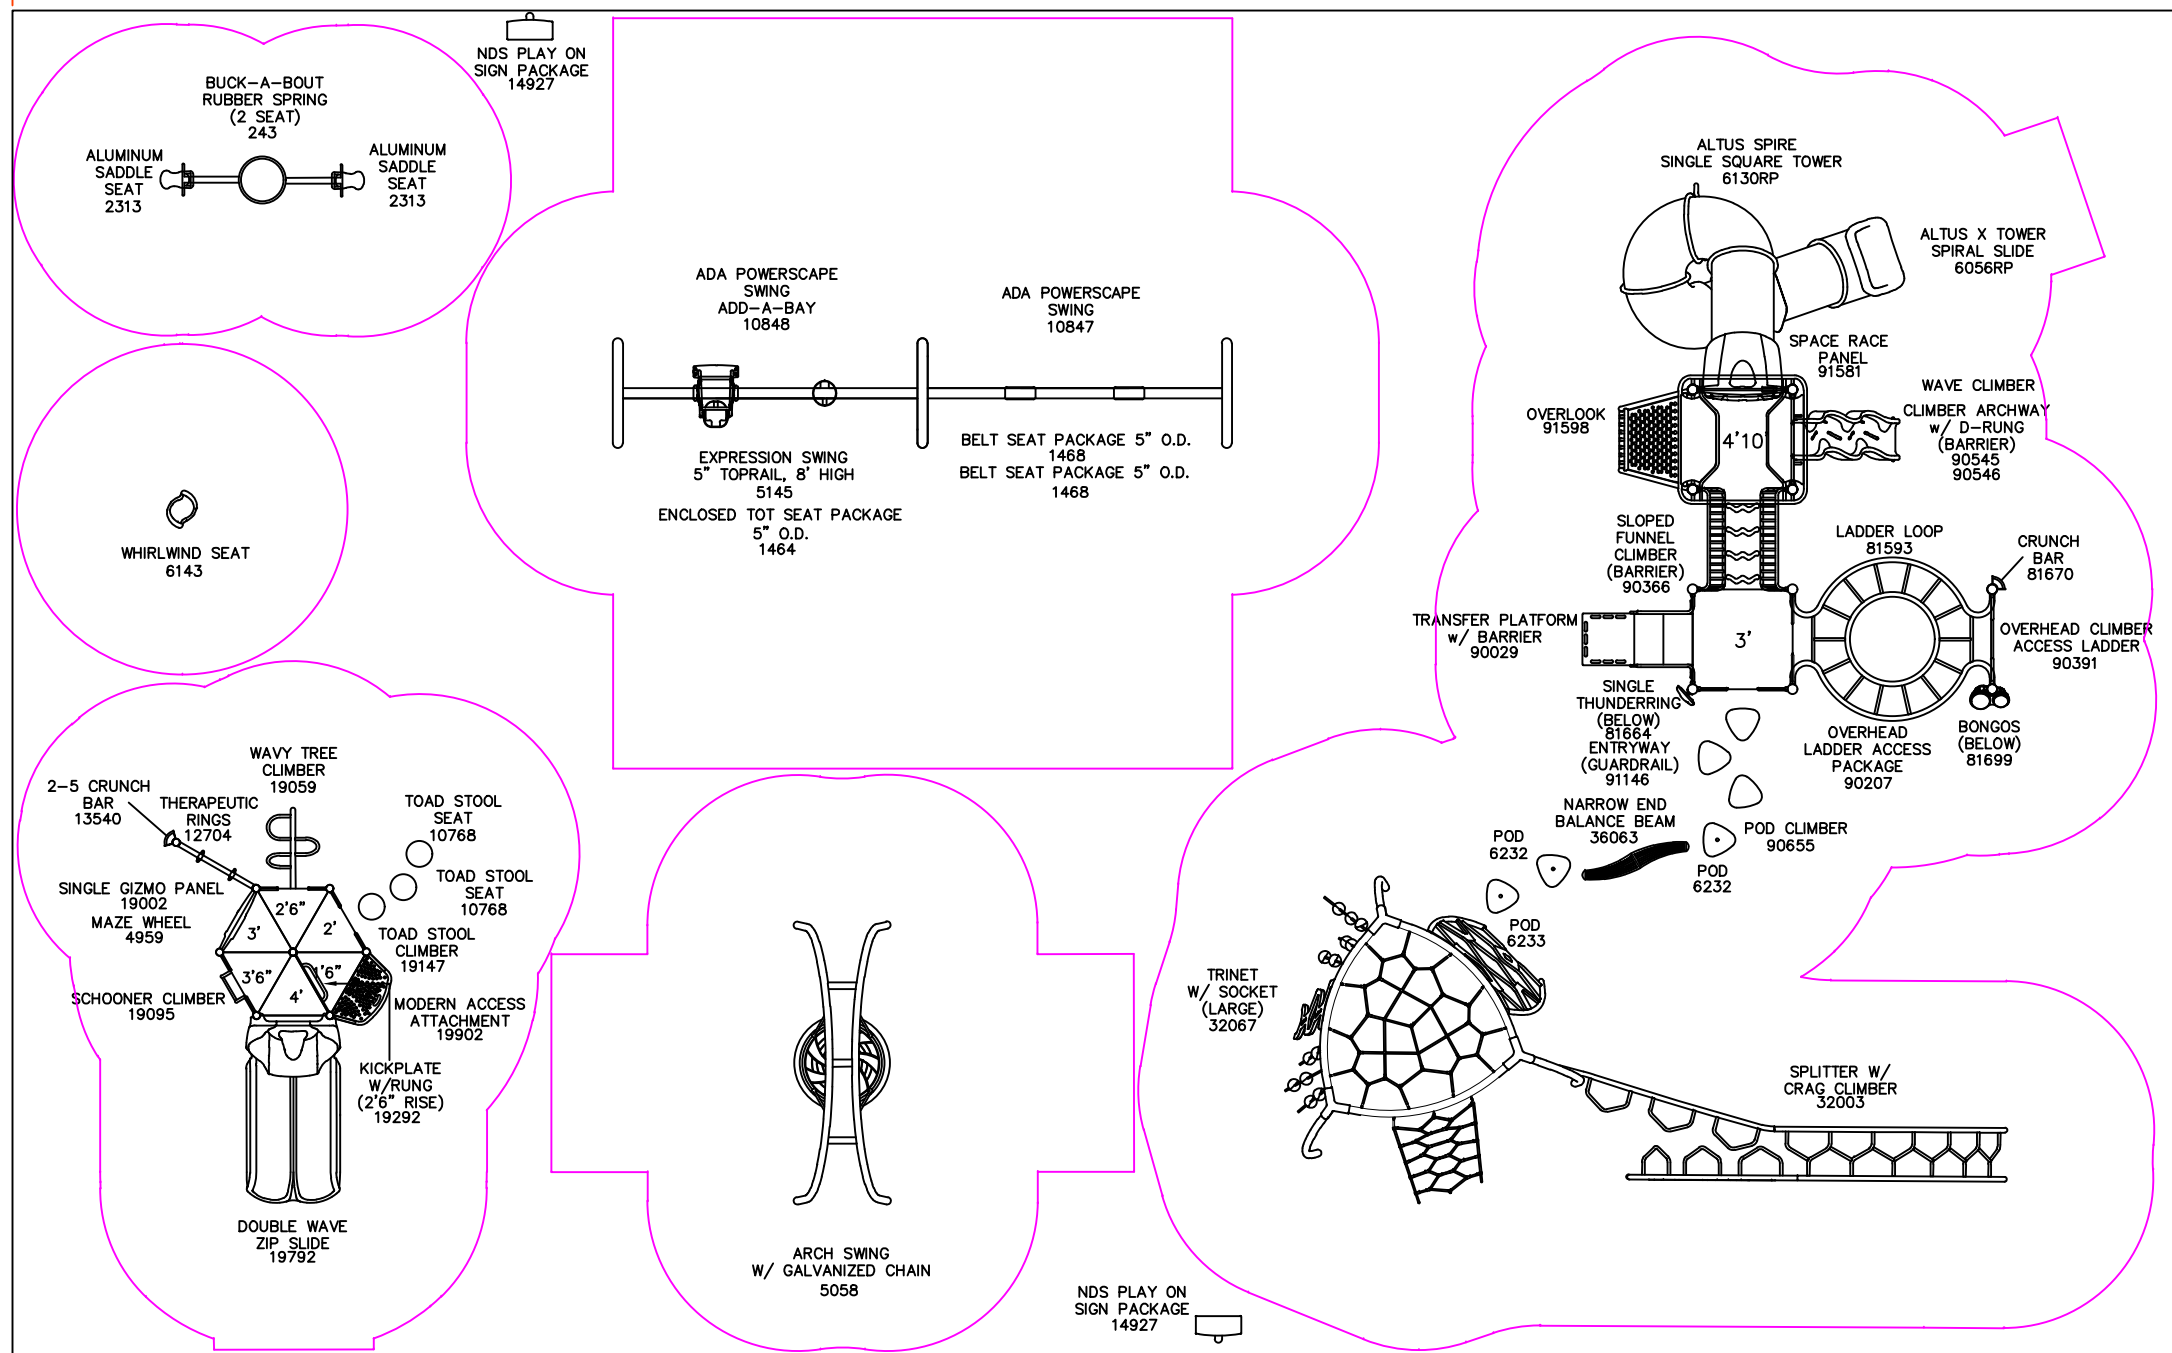 NDS PLAY ON
SIGN PACKAGE
14927
BUCK-A-BOUT
RUBBER SPRING
(2 SEAT)
243
ALUMINUM
SADDLE
SEAT
2313
ALUMINUM
SADDLE
SEAT
2313
WHIRLWIND SEAT
6143
ADA POWERSCAPE
SWING
ADD-A-BAY
10848
ADA POWERSCAPE
SWING
10847
EXPRESSION SWING
5" TOPRAIL, 8' HIGH
5145
ENCLOSED TOT SEAT PACKAGE
5" O.D.
1464
BELT SEAT PACKAGE 5" O.D.
1468
BELT SEAT PACKAGE 5" O.D.
1468
ALTUS SPIRE
SINGLE SQUARE TOWER
6130RP
ALTUS X TOWER
SPIRAL SLIDE
6056RP
SPACE RACE
PANEL
91581
OVERLOOK
91598
4'10
WAVE CLIMBER
CLIMBER ARCHWAY
w/ D-RUNG
(BARRIER)
90545
90546
SLOPED
FUNNEL
CLIMBER
(BARRIER)
90366
LADDER LOOP
81593
CRUNCH
BAR
81670
TRANSFER PLATFORM
w/ BARRIER
90029
3'
OVERHEAD CLIMBER
ACCESS LADDER
90391
SINGLE
THUNDERRING
(BELOW)
81664
ENTRYWAY
(GUARDRAIL)
91146
OVERHEAD
LADDER ACCESS
PACKAGE
90207
BONGOS
(BELOW)
81699
NARROW END
BALANCE BEAM
36063
POD CLIMBER
90655
POD
6232
POD
6232
POD
6233
TRINET
W/ SOCKET
(LARGE)
32067
SPLITTER W/
CRAG CLIMBER
32003
WAVY TREE
CLIMBER
19059
2-5 CRUNCH
BAR
13540
THERAPEUTIC
RINGS
12704
TOAD STOOL
SEAT
10768
TOAD STOOL
SEAT
10768
SINGLE GIZMO PANEL
19002
MAZE WHEEL
4959
2'6"
3'
2'
3'6"
1'6"
4'
TOAD STOOL
CLIMBER
19147
SCHOONER CLIMBER
19095
MODERN ACCESS
ATTACHMENT
19902
KICKPLATE
W/RUNG
(2'6" RISE)
19292
DOUBLE WAVE
ZIP SLIDE
19792
ARCH SWING
W/ GALVANIZED CHAIN
5058
NDS PLAY ON
SIGN PACKAGE
14927